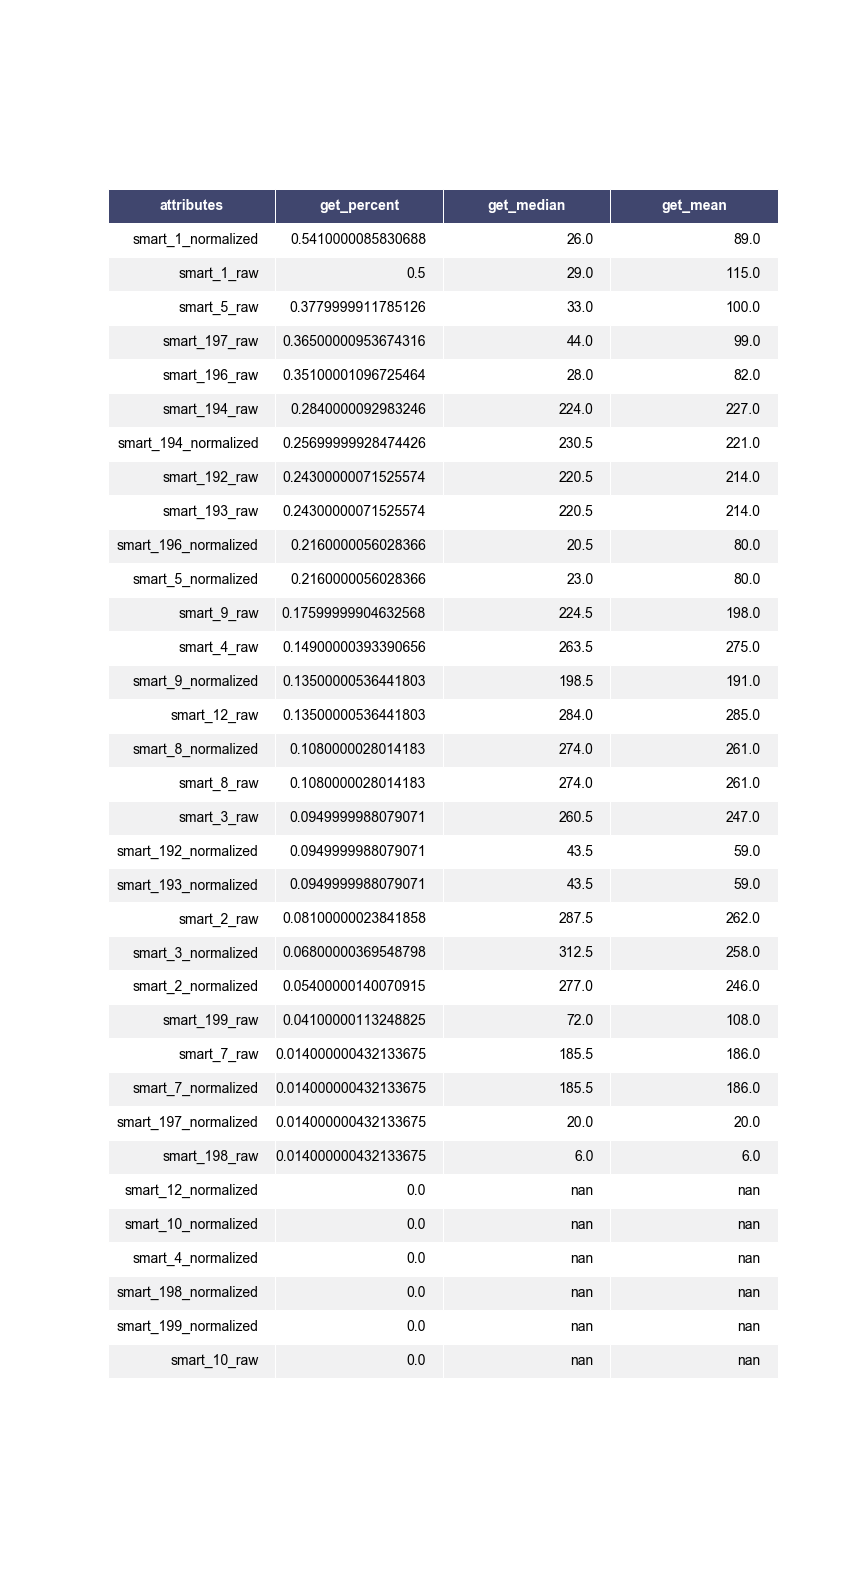 attributes get_percent get_median get_mean
smart_1_normalized 0.5410000085830688 26.0 89.0
smart_1_raw 0.5 29.0 115.0
smart_5_raw 0.3779999911785126 33.0 100.0
smart_197_raw 0.36500000953674316 44.0 99.0
smart_196_raw 0.35100001096725464 28.0 82.0
smart_194_raw 0.2840000092983246 224.0 227.0
smart_194_normalized 0.25699999928474426 230.5 221.0
smart_192_raw 0.24300000071525574 220.5 214.0
smart_193_raw 0.24300000071525574 220.5 214.0
smart_196_normalized 0.2160000056028366 20.5 80.0
smart_5_normalized 0.2160000056028366 23.0 80.0
smart_9_raw 0.17599999904632568 224.5 198.0
smart_4_raw 0.14900000393390656 263.5 275.0
smart_9_normalized 0.13500000536441803 198.5 191.0
smart_12_raw 0.13500000536441803 284.0 285.0
smart_8_normalized 0.1080000028014183 274.0 261.0
smart_8_raw 0.1080000028014183 274.0 261.0
smart_3_raw 0.0949999988079071 260.5 247.0
smart_192_normalized 0.0949999988079071 43.5 59.0
smart_193_normalized 0.0949999988079071 43.5 59.0
smart_2_raw 0.08100000023841858 287.5 262.0
smart_3_normalized 0.06800000369548798 312.5 258.0
smart_2_normalized 0.05400000140070915 277.0 246.0
smart_199_raw 0.04100000113248825 72.0 108.0
smart_7_raw 0.014000000432133675 185.5 186.0
smart_7_normalized 0.014000000432133675 185.5 186.0
smart_197_normalized 0.014000000432133675 20.0 20.0
smart_198_raw 0.014000000432133675 6.0 6.0
smart_12_normalized 0.0 nan nan
smart_10_normalized 0.0 nan nan
smart_4_normalized 0.0 nan nan
smart_198_normalized 0.0 nan nan
smart_199_normalized 0.0 nan nan
smart_10_raw 0.0 nan nan